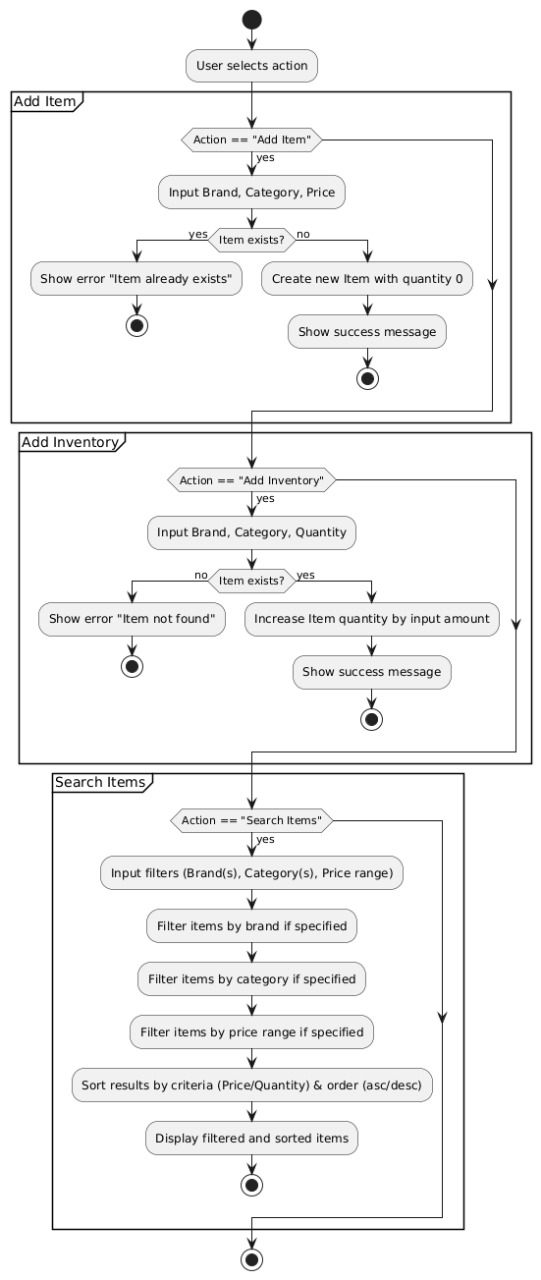 User selects action
Add Item
Action == "Add Item"
yes
Input Brand, Category, Price
yes
Item exists?
no
Show error "Item already exists"
Create new Item with quantity 0
Show success message
Add Inventory
Action == "Add Inventory"
yes
Input Brand, Category, Quantity
no
Item exists?
yes
Show error "Item not found"
Increase Item quantity by input amount
Show success message
Search Items
Action == "Search Items"
yes
Input filters (Brand(s), Category(s), Price range)
Filter items by brand if specified
Filter items by category if specified
Filter items by price range if specified
Sort results by criteria (Price/Quantity) & order (asc/desc)
Display filtered and sorted items